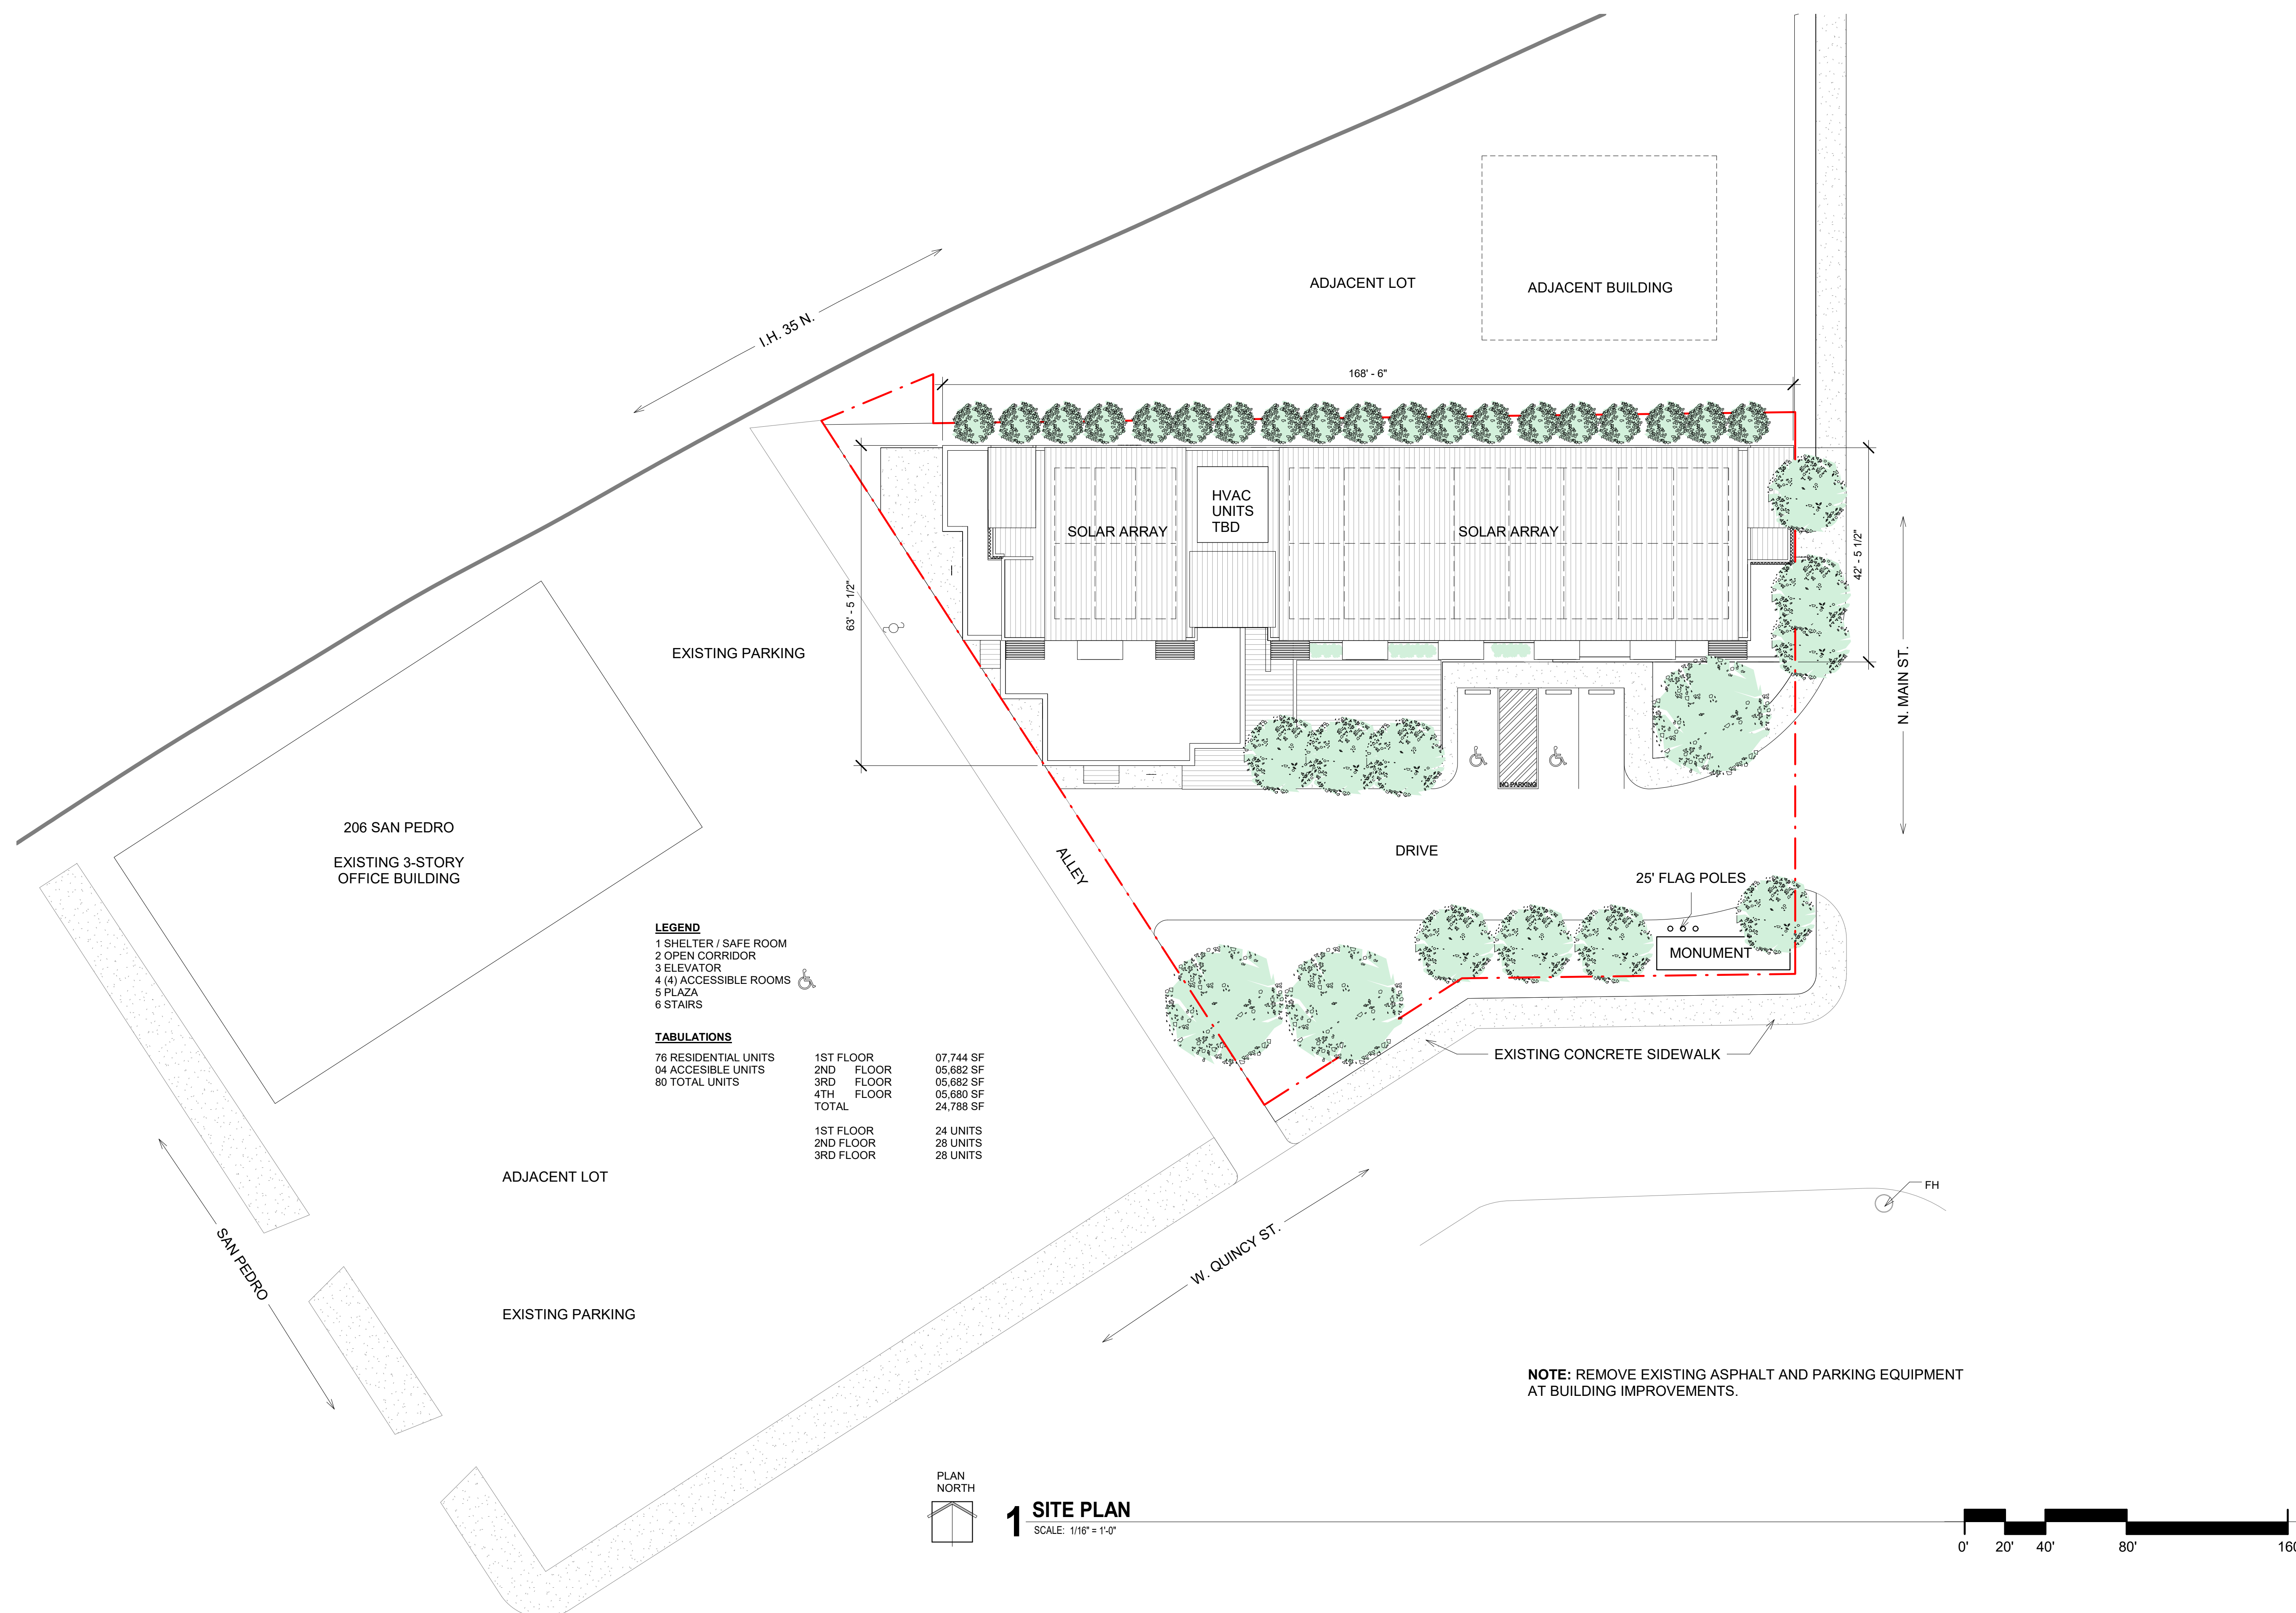 I.H. 35 N.
ADJACENT LOT
ADJACENT BUILDING
168' - 6"
HVAC
UNITS
TBD
SOLAR ARRAY
SOLAR ARRAY
63' - 5 1/2"
42' - 5 1/2"
EXISTING PARKING
N. MAIN ST.
NO PARKING
206 SAN PEDRO
EXISTING 3-STORY
OFFICE BUILDING
ALLEY
DRIVE
25' FLAG POLES
MONUMENT
LEGEND
1 SHELTER / SAFE ROOM
2 OPEN CORRIDOR
3 ELEVATOR
4 (4) ACCESSIBLE ROOMS
5 PLAZA
6 STAIRS
TABULATIONS
76 RESIDENTIAL UNITS 1ST FLOOR 07,744 SF
04 ACCESIBLE UNITS 2ND FLOOR 05,682 SF
80 TOTAL UNITS 3RD FLOOR 05,682 SF
4TH FLOOR 05,680 SF
TOTAL 24,788 SF
1ST FLOOR 24 UNITS
2ND FLOOR 28 UNITS
3RD FLOOR 28 UNITS
EXISTING CONCRETE SIDEWALK
ADJACENT LOT
FH
SAN PEDRO
W. QUINCY ST.
EXISTING PARKING
NOTE: REMOVE EXISTING ASPHALT AND PARKING EQUIPMENT
AT BUILDING IMPROVEMENTS.
PLAN
NORTH
1 SITE PLAN
SCALE: 1/16" = 1'-0"
0' 20' 40' 80' 160